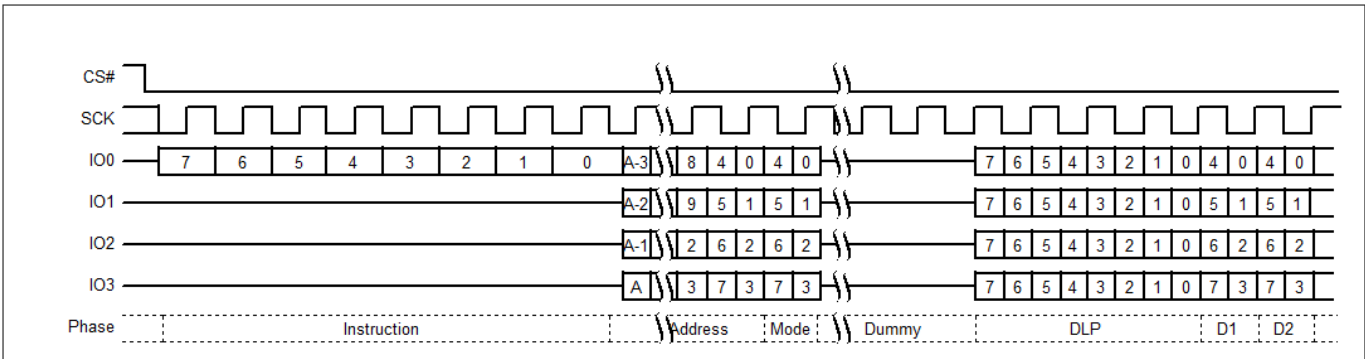 CS#
SCK
IO0 7 6 5 4 3 2 1 0 A-3 8 4 0 4 0 7 6 5 4 3 2 1 0 4 0 4 0
IO1 A-2 9 5 1 5 1 7 6 5 4 3 2 1 0 5 1 5 1
IO2 A-1 2 6 2 6 2 7 6 5 4 3 2 1 0 6 2 6 2
IO3 A 3 7 3 7 3 7 6 5 4 3 2 1 0 7 3 7 3
Phase Instruction Address Mode Dummy DLP D1 D2